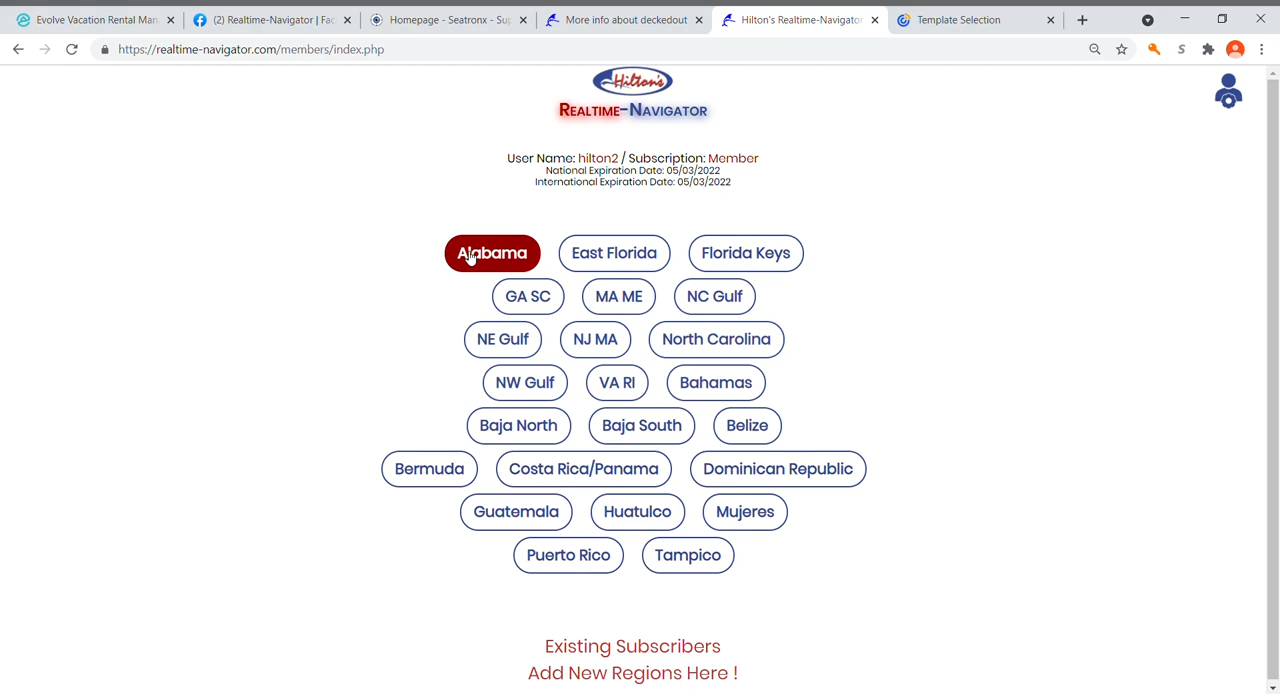 Evolve Vacation Rental Man
(2) Realtime-Navigator | Fac
Homepage - Seatronx - Sup
More info about deckedout
Hilton's Realtime-Navigator
Template Selection
https://realtime-navigator.com/members/index.php
S
Hilton's
REALTIME-NAVIGATOR
User Name: hilton2 / Subscription: Member
National Expiration Date: 05/03/2022
International Expiration Date: 05/03/2022
Alabama East Florida Florida Keys
GA SC MA ME NC Gulf
NE Gulf NJ MA North Carolina
NW Gulf VA RI Bahamas
Baja North Baja South Belize
Bermuda Costa Rica/Panama Dominican Republic
Guatemala Huatulco Mujeres
Puerto Rico Tampico
Existing Subscribers
Add New Regions Here !